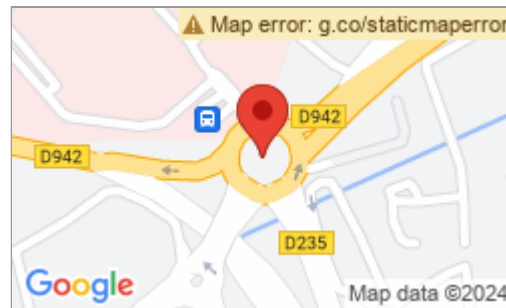 Map error: g.co/staticmaperror
D942
D942
D235
Google
Map data ©2024